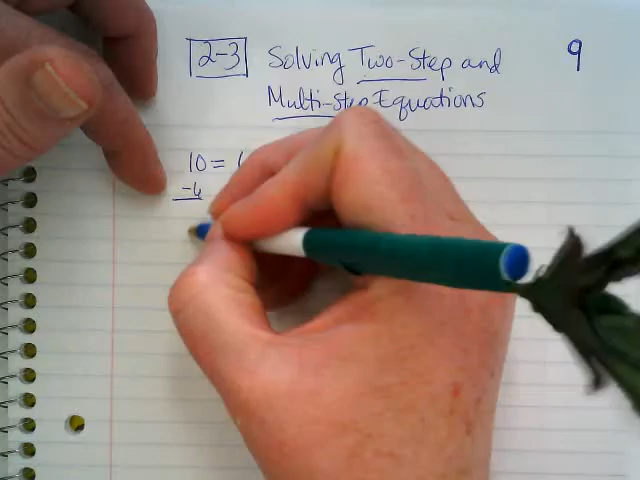 2-3 Solving Two-Step and 9
Multi-Step Equations
10 =
-6